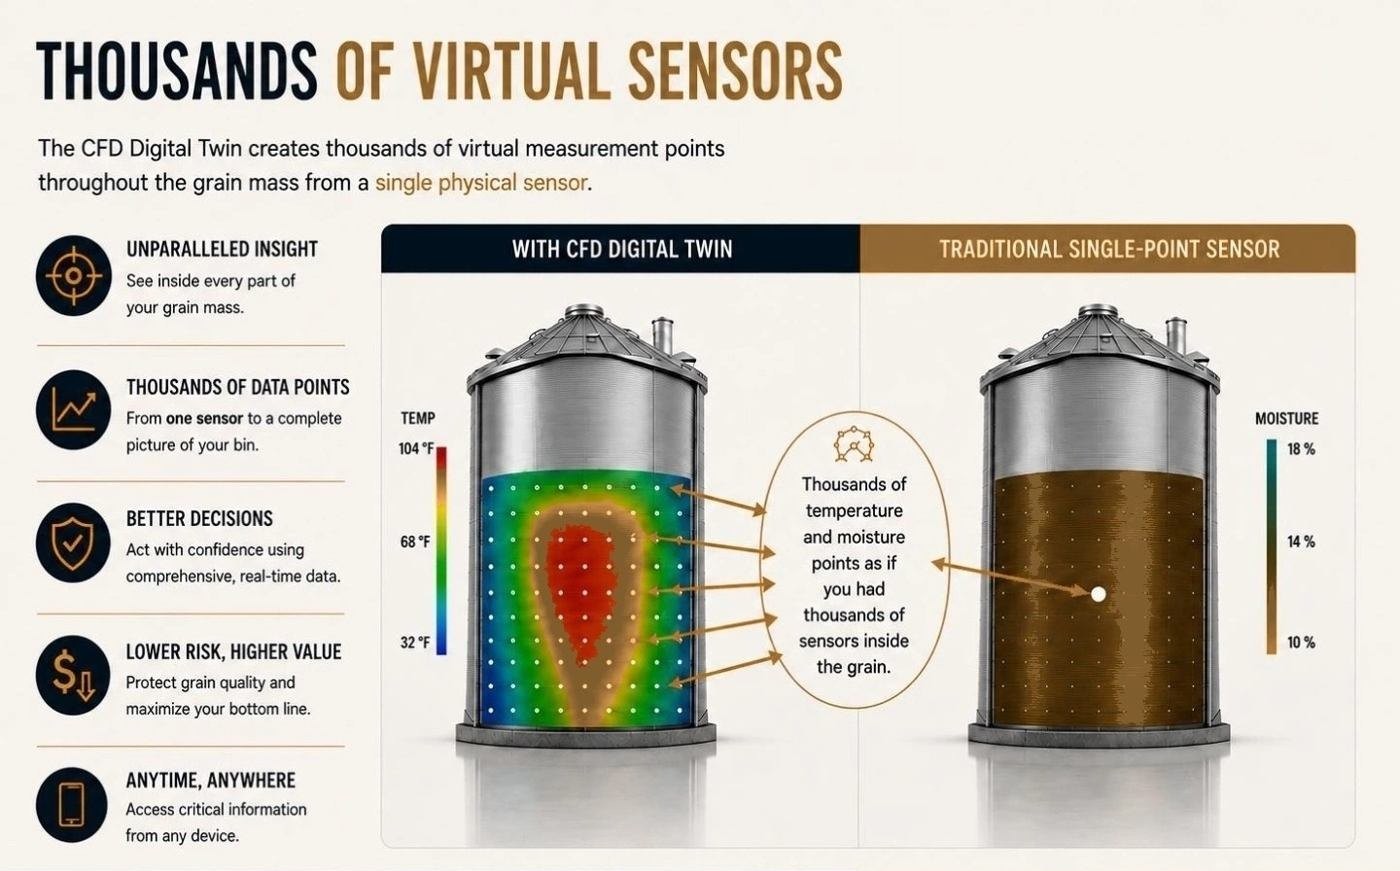 THOUSANDS OF VIRTUAL SENSORS
The CFD Digital Twin creates thousands of virtual measurement points
throughout the grain mass from a single physical sensor.
UNPARALLELED INSIGHT
See inside every part of
your grain mass.
THOUSANDS OF DATA POINTS
From one sensor to a complete
picture of your bin.
BETTER DECISIONS
Act with confidence using
comprehensive, real-time data.
LOWER RISK, HIGHER VALUE
Protect grain quality and
maximize your bottom line.
ANYTIME, ANYWHERE
Access critical information
from any device.
WITH CFD DIGITAL TWIN
TEMP
104 °F
68 °F
32 °F
Thousands of
temperature
and moisture
points as if
you had
thousands of
sensors inside
the grain.
TRADITIONAL SINGLE-POINT SENSOR
MOISTURE
18 %
14 %
10 %